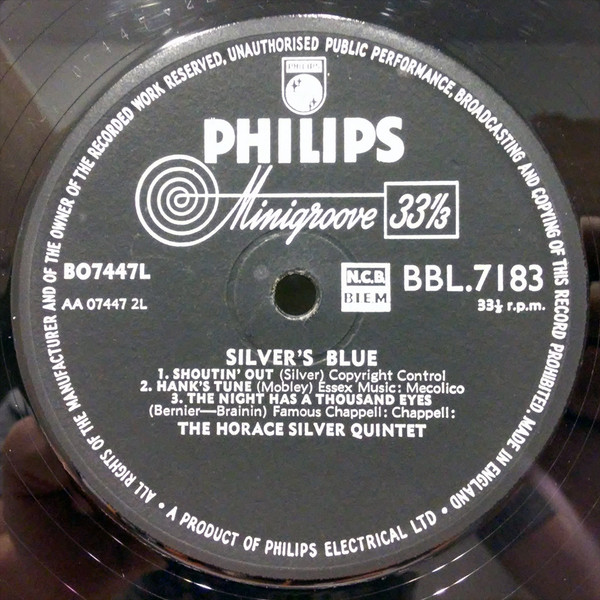 ALL RIGHTS OF THE MANUFACTURER AND OF THE OWNER OF THE RECORDED WORK RESERVED, UNAUTHORISED PUBLIC PERFORMANCE, BROADCASTING AND COPYING OF THIS RECORD PROHIBITED. MADE IN ENGLAND
PHILIPS
PHILIPS
Minigroove 33⅓
BO7447L
AA 07447 2L
N.C.B.
BIEM
BBL.7183
33⅓ r.p.m.
SILVER'S BLUE
1. SHOUTIN' OUT (Silver) Copyright Control
2. HANK'S TUNE (Mobley) Essex Music: Mecolico
3. THE NIGHT HAS A THOUSAND EYES
(Bernier—Brainin) Famous Chappell: Chappell:
THE HORACE SILVER QUINTET
• A PRODUCT OF PHILIPS ELECTRICAL LTD •